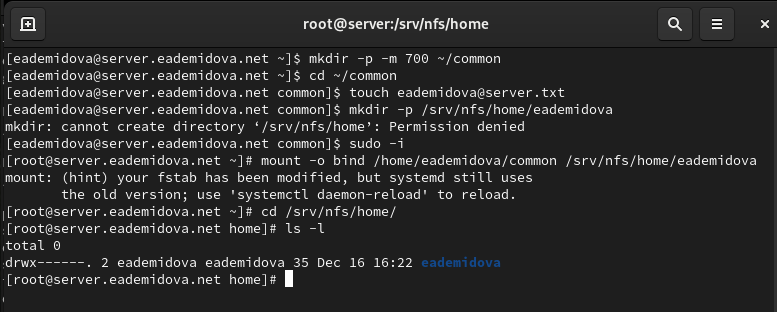 root@server:/srv/nfs/home
[eademidova@server.eademidova.net ~]$ mkdir -p -m 700 ~/common
[eademidova@server.eademidova.net ~]$ cd ~/common
[eademidova@server.eademidova.net common]$ touch eademidova@server.txt
[eademidova@server.eademidova.net common]$ mkdir -p /srv/nfs/home/eademidova
mkdir: cannot create directory ‘/srv/nfs/home’: Permission denied
[eademidova@server.eademidova.net common]$ sudo -i
[root@server.eademidova.net ~]# mount -o bind /home/eademidova/common /srv/nfs/home/eademidova
mount: (hint) your fstab has been modified, but systemd still uses
       the old version; use 'systemctl daemon-reload' to reload.
[root@server.eademidova.net ~]# cd /srv/nfs/home/
[root@server.eademidova.net home]# ls -l
total 0
drwx------. 2 eademidova eademidova 35 Dec 16 16:22 eademidova
[root@server.eademidova.net home]#